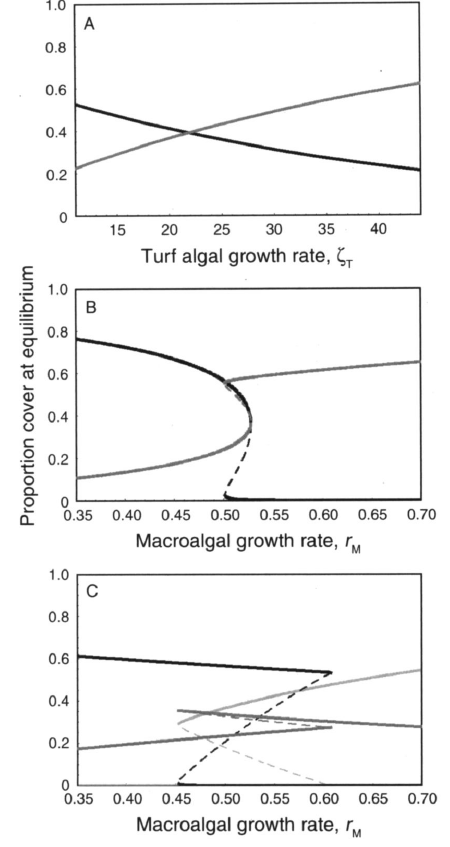 A
1.0
0.8
0.6
0.4
0.2
0
15 20 25 30 35 40
Turf algal growth rate, ζT
Proportion cover at equilibrium
B
1.0
0.8
0.6
0.4
0.2
0
0.35 0.40 0.45 0.50 0.55 0.60 0.65 0.70
Macroalgal growth rate, rM
C
1.0
0.8
0.6
0.4
0.2
0
0.35 0.40 0.45 0.50 0.55 0.60 0.65 0.70
Macroalgal growth rate, rM